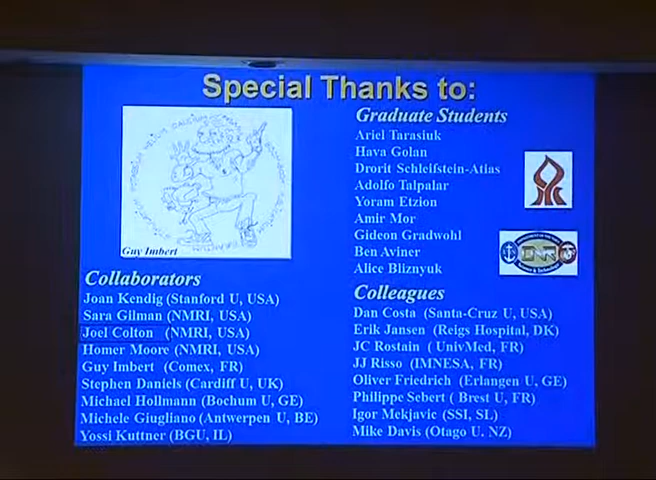 Special Thanks to:
Guy Imbert
Collaborators
Joan Kendig (Stanford U, USA)
Sara Gilman (NMRI, USA)
Joel Colton (NMRI, USA)
Homer Moore (NMRI, USA)
Guy Imbert (Comex, FR)
Stephen Daniels (Cardiff U, UK)
Michael Hollmann (Bochum U, GE)
Michele Giugliano (Antwerpen U, BE)
Yossi Kuttner (BGU, IL)
Graduate Students
Ariel Tarasiuk
Hava Golan
Drorit Schleifstein-Atias
Adolfo Talpalar
Yoram Etzion
Amir Mor
Gideon Gradwohl
Ben Aviner
Alice Bliznyuk
Colleagues
Dan Costa (Santa-Cruz U, USA)
Erik Jansen (Reigs Hospital, DK)
JC Rostain ( UnivMed, FR)
JJ Risso (IMNESA, FR)
Oliver Friedrich (Erlangen U, GE)
Philippe Sebert ( Brest U, FR)
Igor Mekjavic (SSI, SL)
Mike Davis (Otago U. NZ)